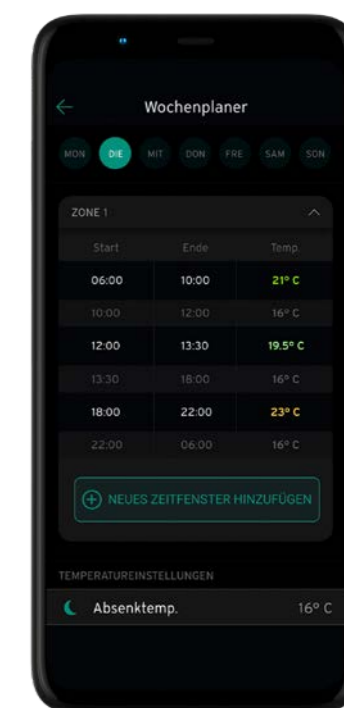 Wochenplaner
MON DIE MIT DON FRE SAM SON
ZONE 1
Start Ende Temp.
06:00 10:00 21° C
10:00 12:00 16° C
12:00 13:30 19.5° C
13:30 18:00 16° C
18:00 22:00 23° C
22:00 06:00 16° C
NEUES ZEITFENSTER HINZUFÜGEN
TEMPERATUREINSTELLUNGEN
Absenktemp. 16° C